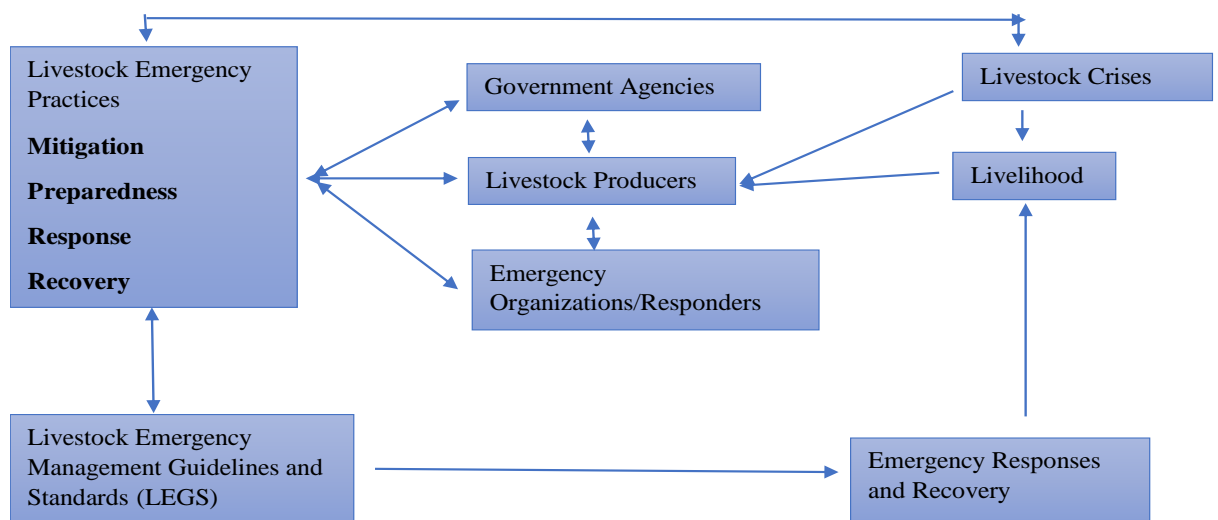 Livestock Emergency
Practices
Mitigation
Preparedness
Response
Recovery
Government Agencies
Livestock Producers
Emergency
Organizations/Responders
Livestock Crises
Livelihood
Livestock Emergency
Management Guidelines and
Standards (LEGS)
Emergency Responses
and Recovery